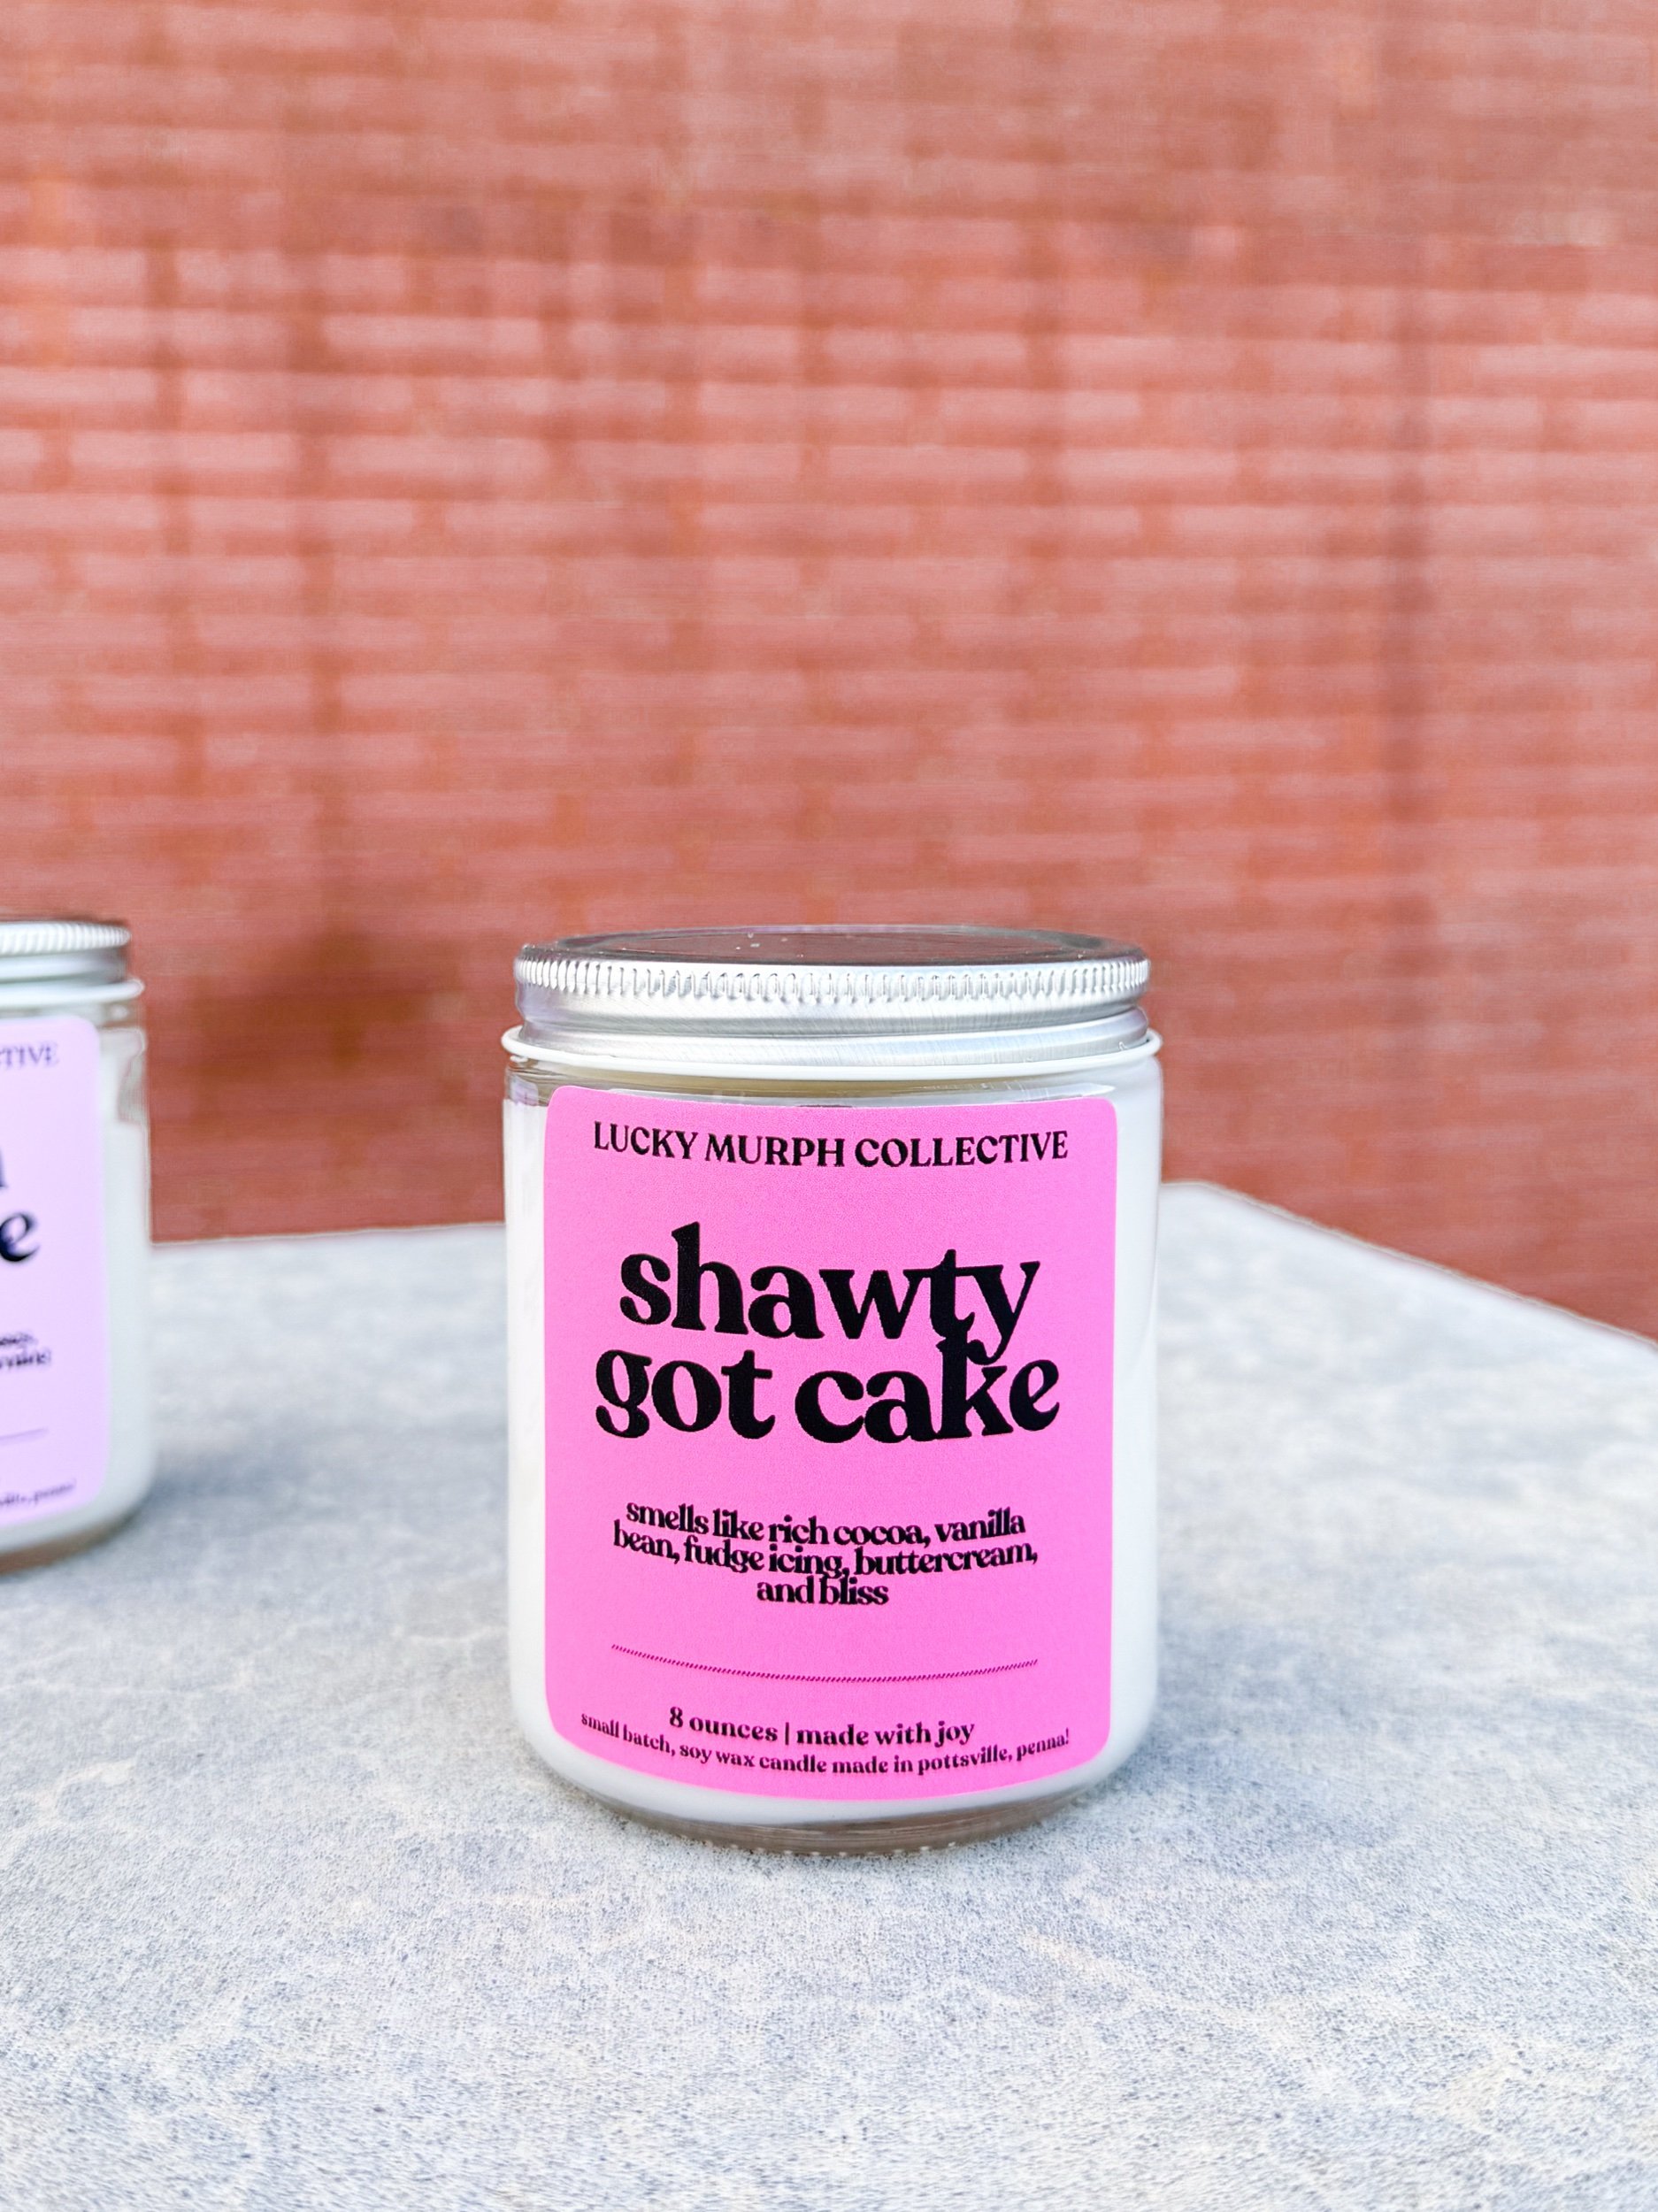 LUCKY MURPH COLLECTIVE
shawty
got cake
smells like rich cocoa, vanilla
bean, fudge icing, buttercream,
and bliss
8 ounces | made with joy
small batch, soy wax candle made in pottsville, penna!